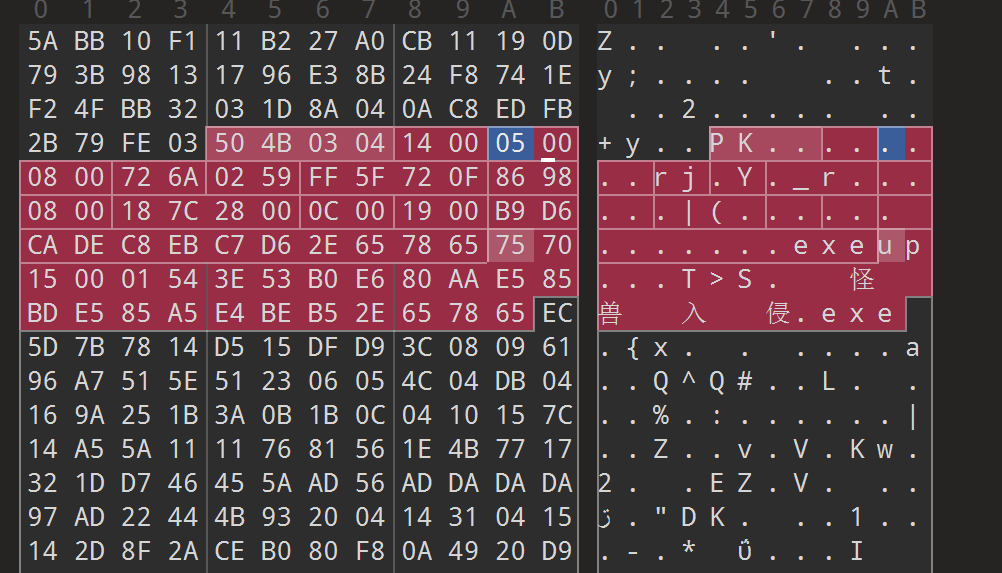 0 1 2 3 4 5 6 7 8 9 A B 0 1 2 3 4 5 6 7 8 9 A B
5A BB 10 F1 11 B2 27 A0 CB 11 19 0D Z . . . . ' . . . .
79 3B 98 13 17 96 E3 8B 24 F8 74 1E y ; . . . . . . t .
F2 4F BB 32 03 1D 8A 04 0A C8 ED FB . . 2 . . . . . . .
2B 79 FE 03 50 4B 03 04 14 00 05 00 + y . . P K . . . . . .
08 00 72 6A 02 59 FF 5F 72 0F 86 98 . . r j . Y . _ r . . .
08 00 18 7C 28 00 0C 00 19 00 B9 D6 . . . | ( . . . . . .
CA DE C8 EB C7 D6 2E 65 78 65 75 70 . . . . . . . e x e u p
15 00 01 54 3E 53 B0 E6 80 AA E5 85 . . . T > S . 怪
BD E5 85 A5 E4 BE B5 2E 65 78 65 EC 兽 入 侵 . e x e
5D 7B 78 14 D5 15 DF D9 3C 08 09 61 . { x . . . . . . a
96 A7 51 5E 51 23 06 05 4C 04 DB 04 . . Q ^ Q # . . L . .
16 9A 25 1B 3A 0B 1B 0C 04 10 15 7C . . % . : . . . . . . |
14 A5 5A 11 11 76 81 56 1E 4B 77 17 . . Z . . v . V . K w .
32 1D D7 46 45 5A AD 56 AD DA DA DA 2 . . E Z . V . . .
97 AD 22 44 4B 93 20 04 14 31 04 15 . " D K . . . 1 . .
14 2D 8F 2A CE B0 80 F8 0A 49 20 D9 . - . * ΰ . . . I